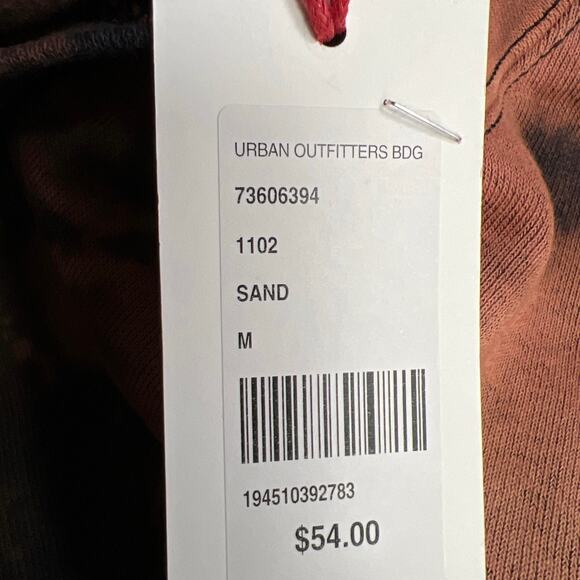 URBAN OUTFITTERS BDG
73606394
1102
SAND
M
194510392783
$54.00